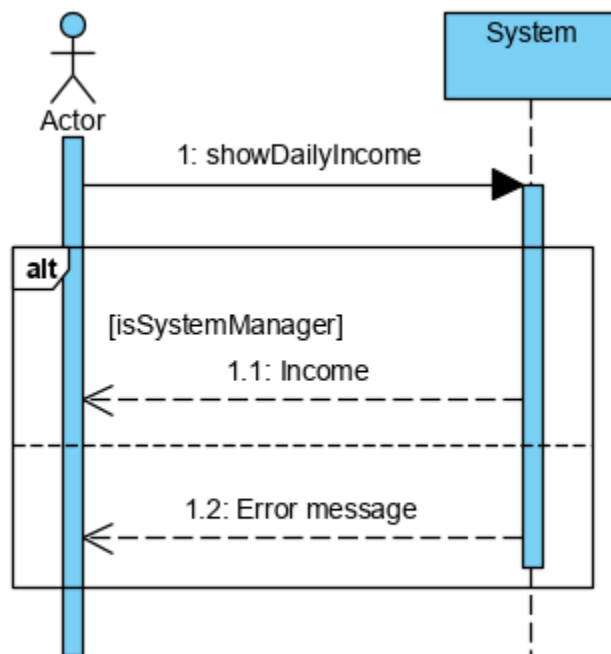 System
Actor
1: showDailyIncome
alt
[isSystemManager]
1.1: Income
1.2: Error message